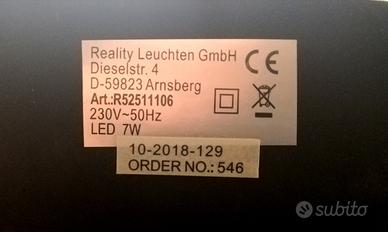 Reality Leuchten GmbH
Dieselstr. 4
D-59823 Arnsberg
Art.:R52511106
230V~50Hz
LED 7W
CE
10-2018-129
ORDER NO.: 546
subito